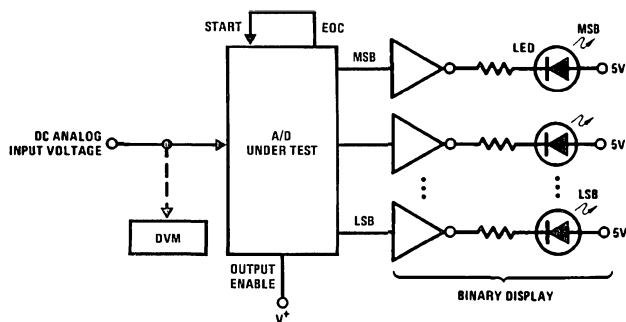 START
EOC
MSB
LED
MSB
5V
DC ANALOG
INPUT VOLTAGE
A/D
UNDER TEST
5V
DVM
LSB
LSB
5V
OUTPUT
ENABLE
V+
BINARY DISPLAY